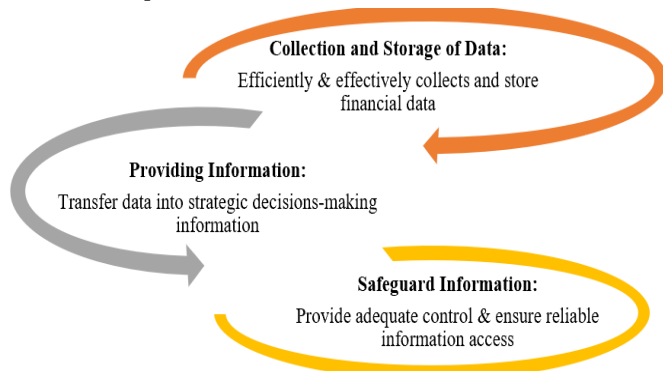 Collection and Storage of Data:
Efficiently & effectively collects and store
financial data
Providing Information:
Transfer data into strategic decisions-making
information
Safeguard Information:
Provide adequate control & ensure reliable
information access